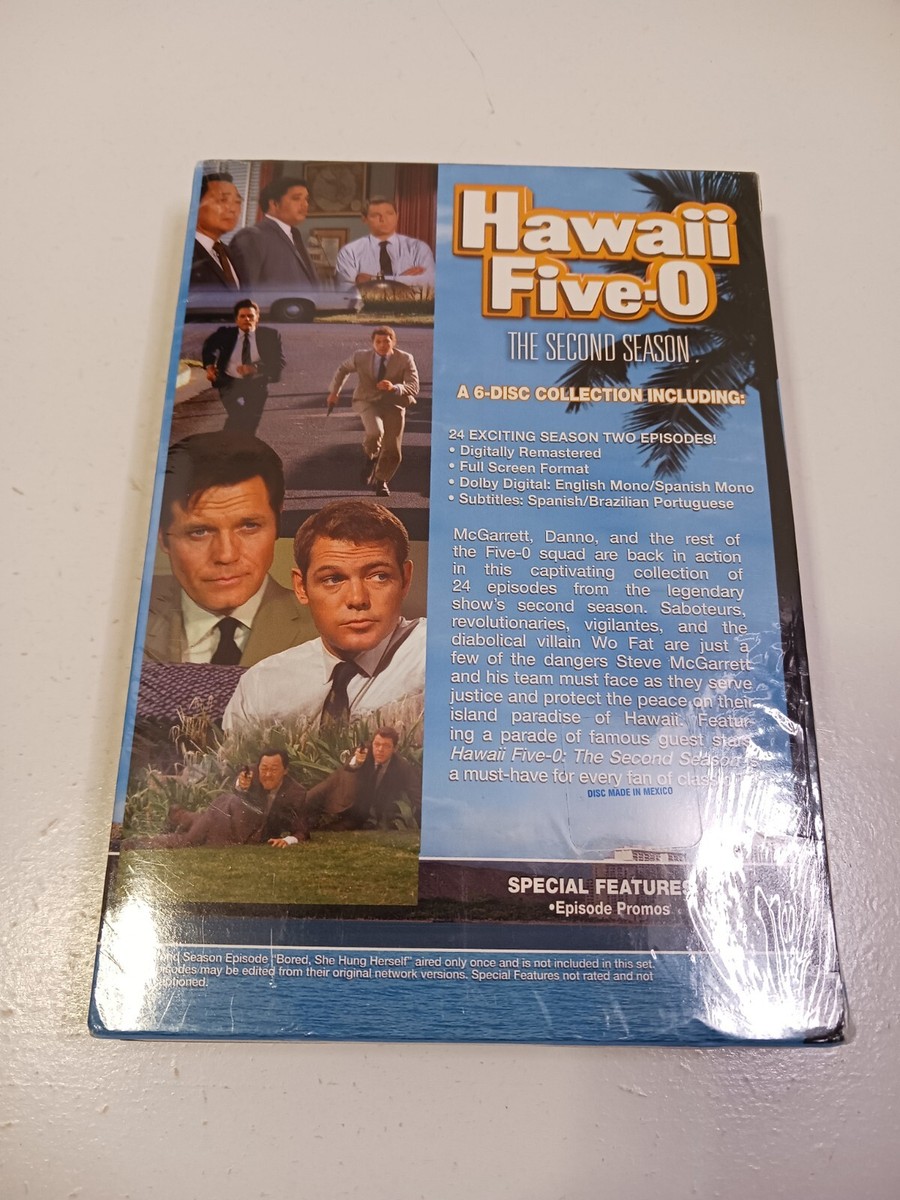 Hawaii
Five-O
THE SECOND SEASON
A 6-DISC COLLECTION INCLUDING:
24 EXCITING SEASON TWO EPISODES!
• Digitally Remastered
• Full Screen Format
• Dolby Digital: English Mono/Spanish Mono
• Subtitles: Spanish/Brazilian Portuguese
McGarrett, Danno, and the rest of
the Five-0 squad are back in action
in this captivating collection of
24 episodes from the legendary
show's second season. Saboteurs,
revolutionaries, vigilantes, and the
diabolical villain Wo Fat are just a
few of the dangers Steve McGarrett
and his team must face as they serve
justice and protect the peace on their
island paradise of Hawaii. Featur-
ing a parade of famous guest stars
Hawaii Five-0: The Second Season
a must-have for every fan of
DISC MADE IN MEXICO
SPECIAL FEATURES
•Episode Promos
Season Episode "Bored, She Hung Herself" aired only once and is not included in this set.
may be edited from their original network versions. Special Features not rated and not